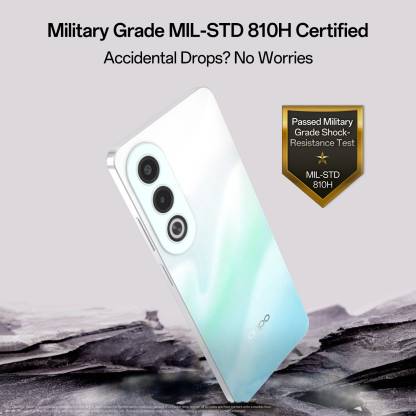 Military Grade MIL-STD 810H Certified
Accidental Drops? No Worries
Passed Military
Grade Shock-
Resistance Test
MIL-STD
810H